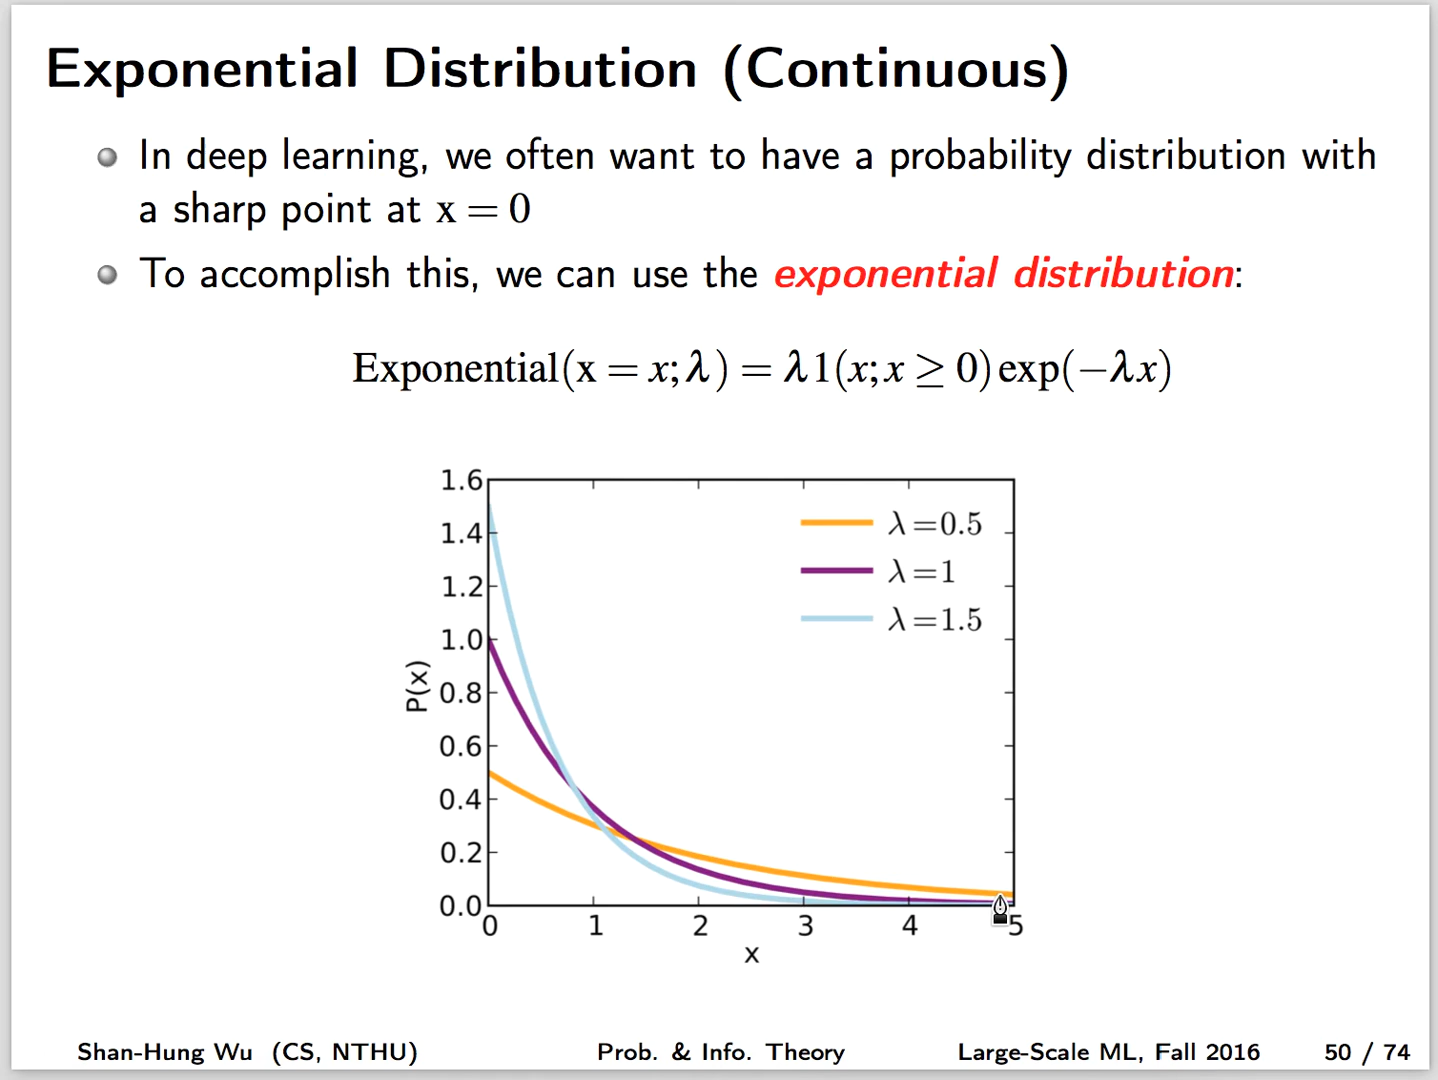 Exponential Distribution (Continuous)
In deep learning, we often want to have a probability distribution with
a sharp point at x = 0
To accomplish this, we can use the exponential distribution:
Exponential(x = x; λ) = λ1(x; x ≥ 0) exp(−λx)
1.6
1.4
1.2
1.0
0.8
0.6
0.4
0.2
0.0
P(x)
λ=0.5
λ=1
λ=1.5
0 1 2 3 4 5
x
Shan-Hung Wu (CS, NTHU) Prob. & Info. Theory Large-Scale ML, Fall 2016 50 / 74